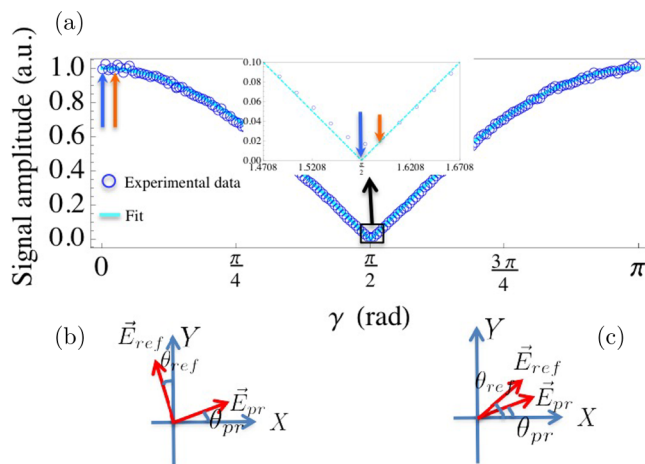 (a)
Signal amplitude (a.u.)
1.0
0.8
0.6
0.4
0.2
0.0
Experimental data
Fit
0.10
0.08
0.06
0.04
0.02
0.00
1.4708 1.5208 π/2 1.6208 1.6708
0 π/4 π/2 3π/4 π
γ (rad)
(b) Y
E⃗ref
θref
E⃗pr
θpr X
(c) Y
E⃗ref
θref
E⃗pr
θpr X